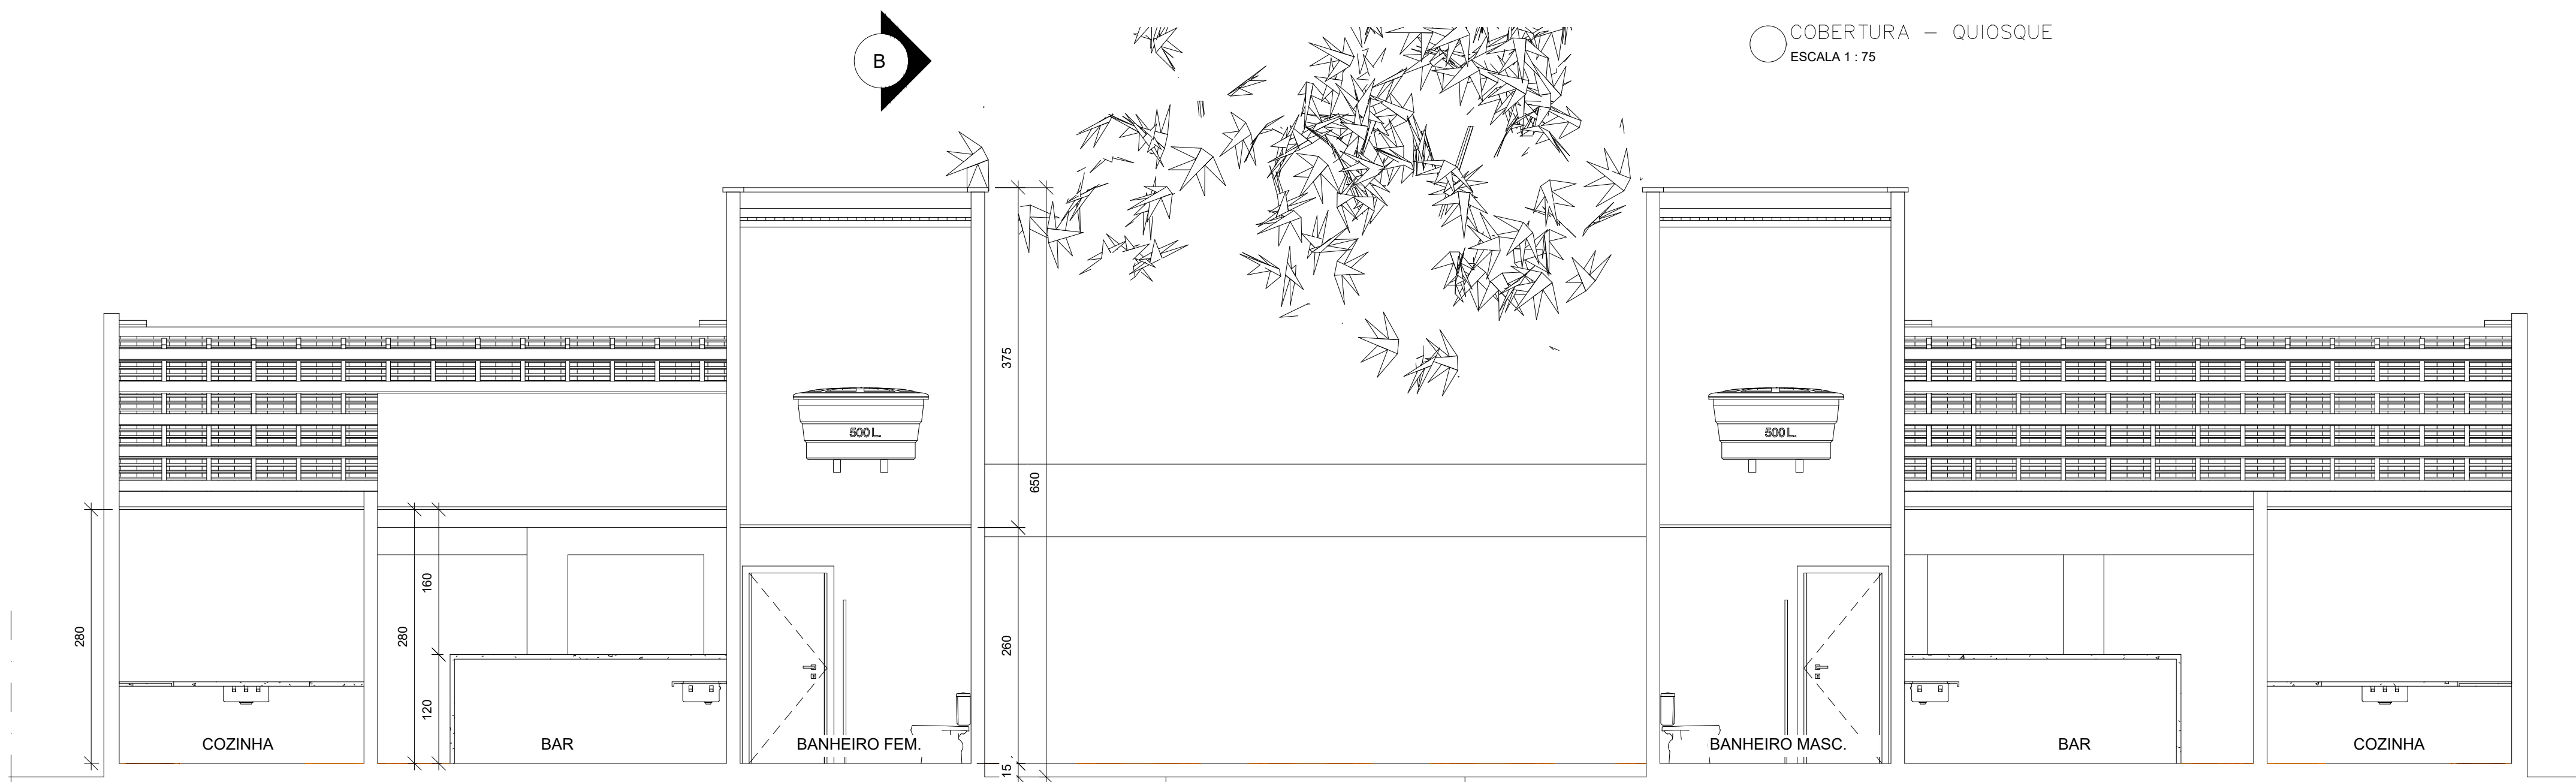 B
COBERTURA – QUIOSQUE
ESCALA 1 : 75
375
500 L.
500 L.
650
280
280
160
260
120
COZINHA
BAR
BANHEIRO FEM.
BANHEIRO MASC.
BAR
COZINHA
15